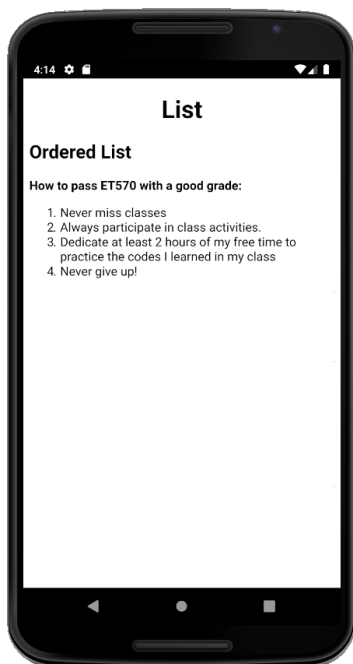 4:14
List
Ordered List
How to pass ET570 with a good grade:
1. Never miss classes
2. Always participate in class activities.
3. Dedicate at least 2 hours of my free time to
practice the codes I learned in my class
4. Never give up!